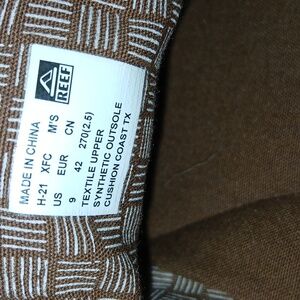 REEF
MADE IN CHINA
H-21 XFC M'S
US EUR CN
9 42 270(2.5)
TEXTILE UPPER
SYNTHETIC OUTSOLE
CUSHION COAST TX